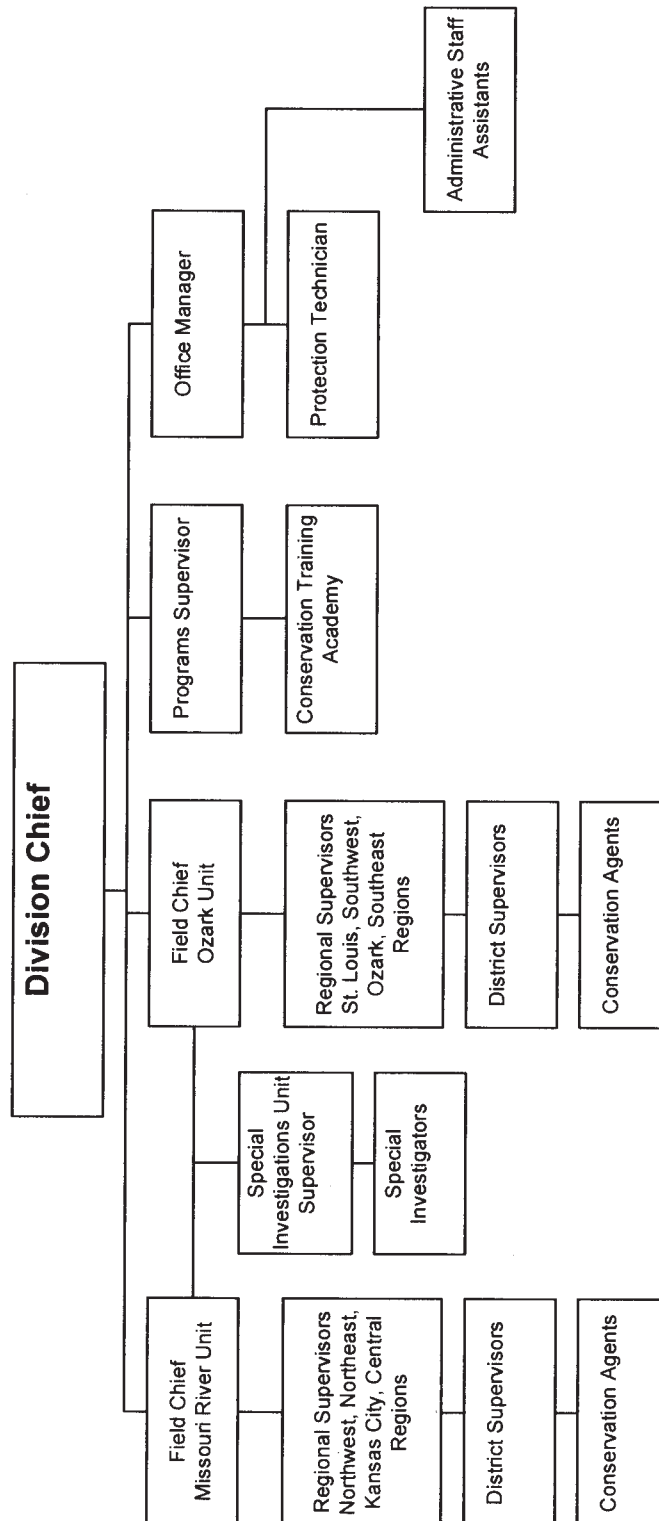 Division Chief
Field Chief
Missouri River Unit
Field Chief
Ozark Unit
Programs Supervisor
Office Manager
Special
Investigations Unit
Supervisor
Special
Investigators
Regional Supervisors
Northwest, Northeast,
Kansas City, Central
Regions
Regional Supervisors
St. Louis, Southwest,
Ozark, Southeast
Regions
Conservation Training
Academy
Protection Technician
Administrative Staff
Assistants
District Supervisors
District Supervisors
Conservation Agents
Conservation Agents